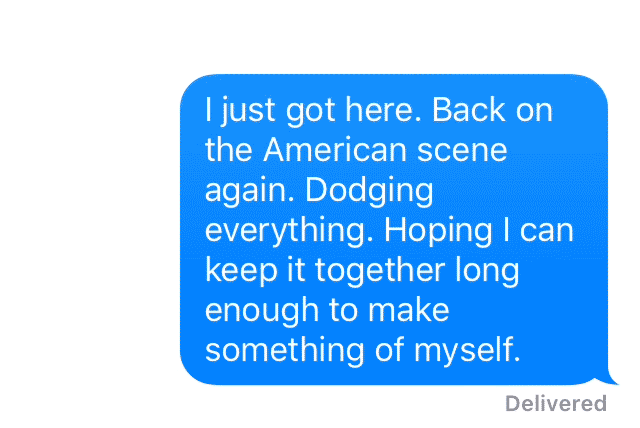 I just got here. Back on
the American scene
again. Dodging
everything. Hoping I can
keep it together long
enough to make
something of myself.
Delivered